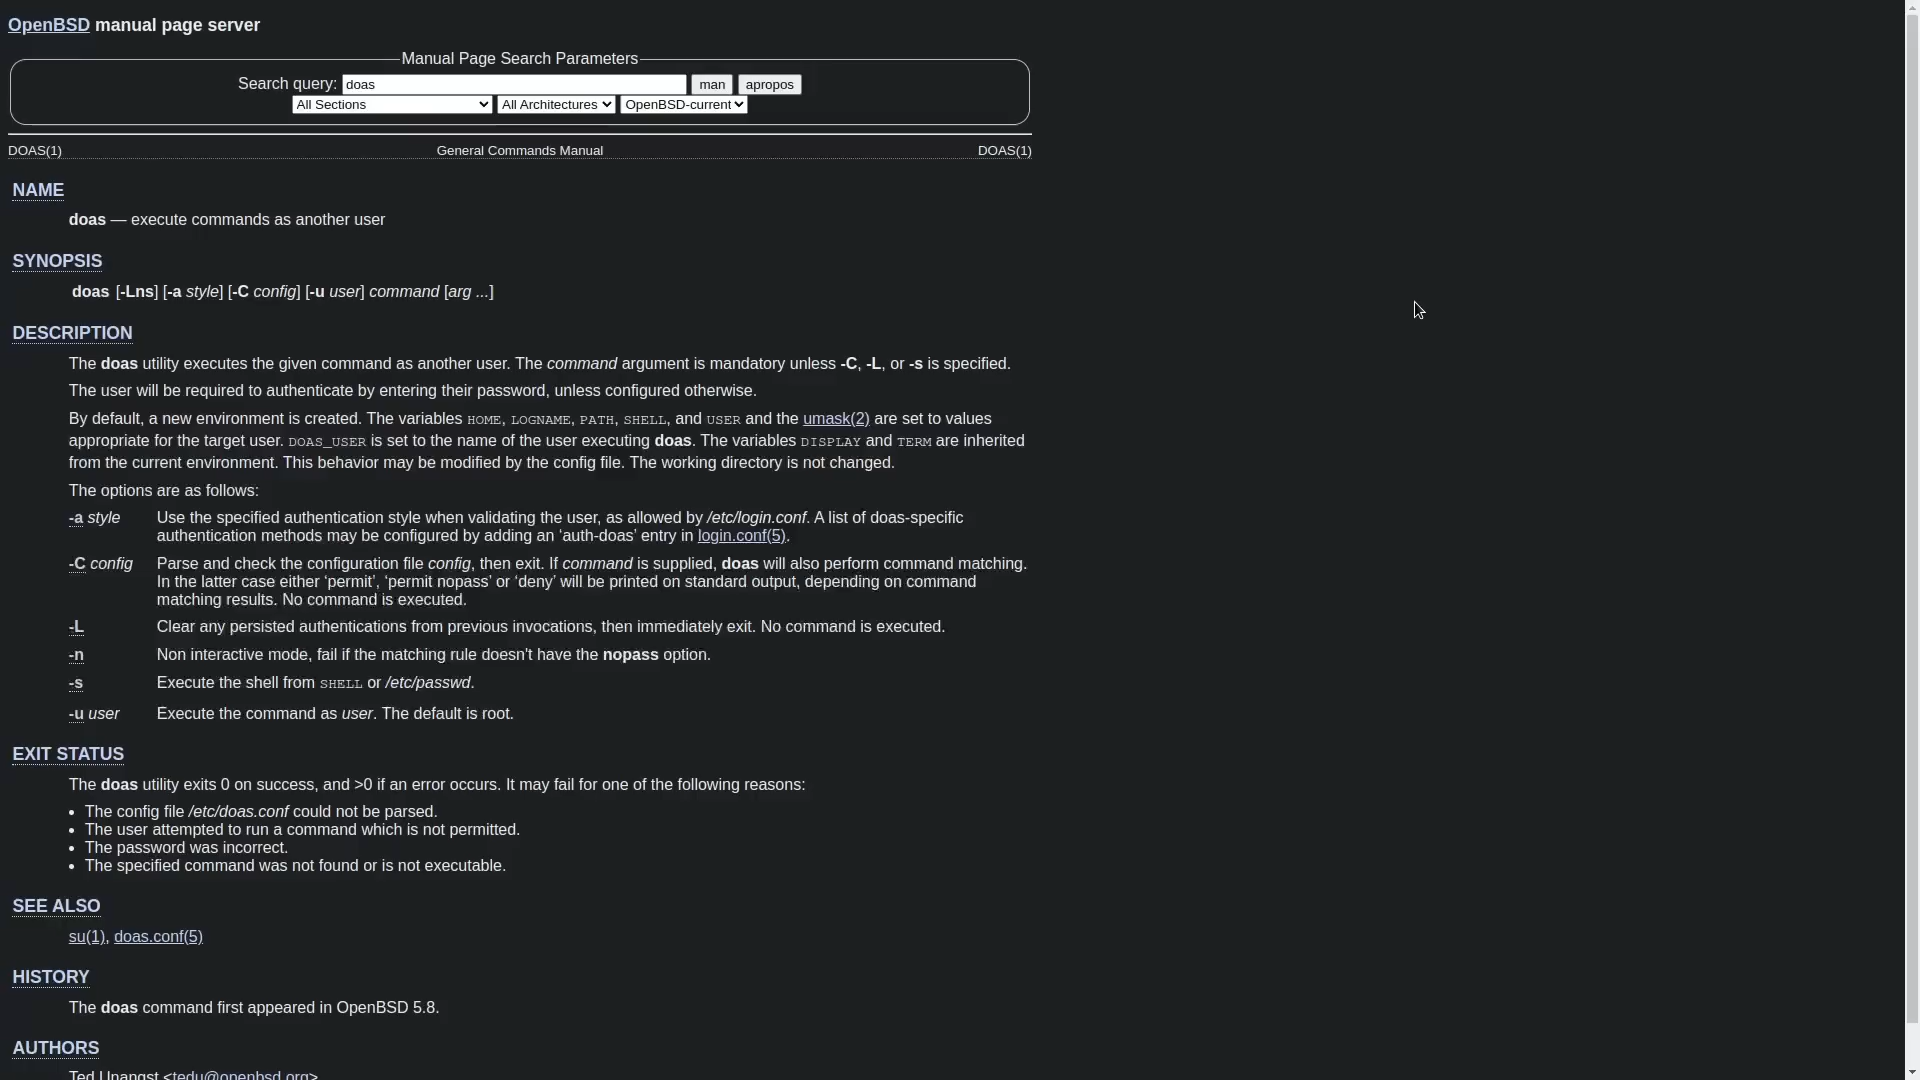 OpenBSD manual page server
Manual Page Search Parameters
Search query: doas man apropos
All Sections All Architectures OpenBSD-current
DOAS(1) General Commands Manual DOAS(1)
NAME
doas — execute commands as another user
SYNOPSIS
doas [-Lns] [-a style] [-C config] [-u user] command [arg ...]
DESCRIPTION
The doas utility executes the given command as another user. The command argument is mandatory unless -C, -L, or -s is specified.
The user will be required to authenticate by entering their password, unless configured otherwise.
By default, a new environment is created. The variables HOME, LOGNAME, PATH, SHELL, and USER and the umask(2) are set to values
appropriate for the target user. DOAS_USER is set to the name of the user executing doas. The variables DISPLAY and TERM are inherited
from the current environment. This behavior may be modified by the config file. The working directory is not changed.
The options are as follows:
-a style Use the specified authentication style when validating the user, as allowed by /etc/login.conf. A list of doas-specific
authentication methods may be configured by adding an ‘auth-doas’ entry in login.conf(5).
-C config Parse and check the configuration file config, then exit. If command is supplied, doas will also perform command matching.
In the latter case either ‘permit’, ‘permit nopass’ or ‘deny’ will be printed on standard output, depending on command
matching results. No command is executed.
-L Clear any persisted authentications from previous invocations, then immediately exit. No command is executed.
-n Non interactive mode, fail if the matching rule doesn't have the nopass option.
-s Execute the shell from SHELL or /etc/passwd.
-u user Execute the command as user. The default is root.
EXIT STATUS
The doas utility exits 0 on success, and >0 if an error occurs. It may fail for one of the following reasons:
• The config file /etc/doas.conf could not be parsed.
• The user attempted to run a command which is not permitted.
• The password was incorrect.
• The specified command was not found or is not executable.
SEE ALSO
su(1), doas.conf(5)
HISTORY
The doas command first appeared in OpenBSD 5.8.
AUTHORS
Ted Unangst <tedu@openbsd.org>